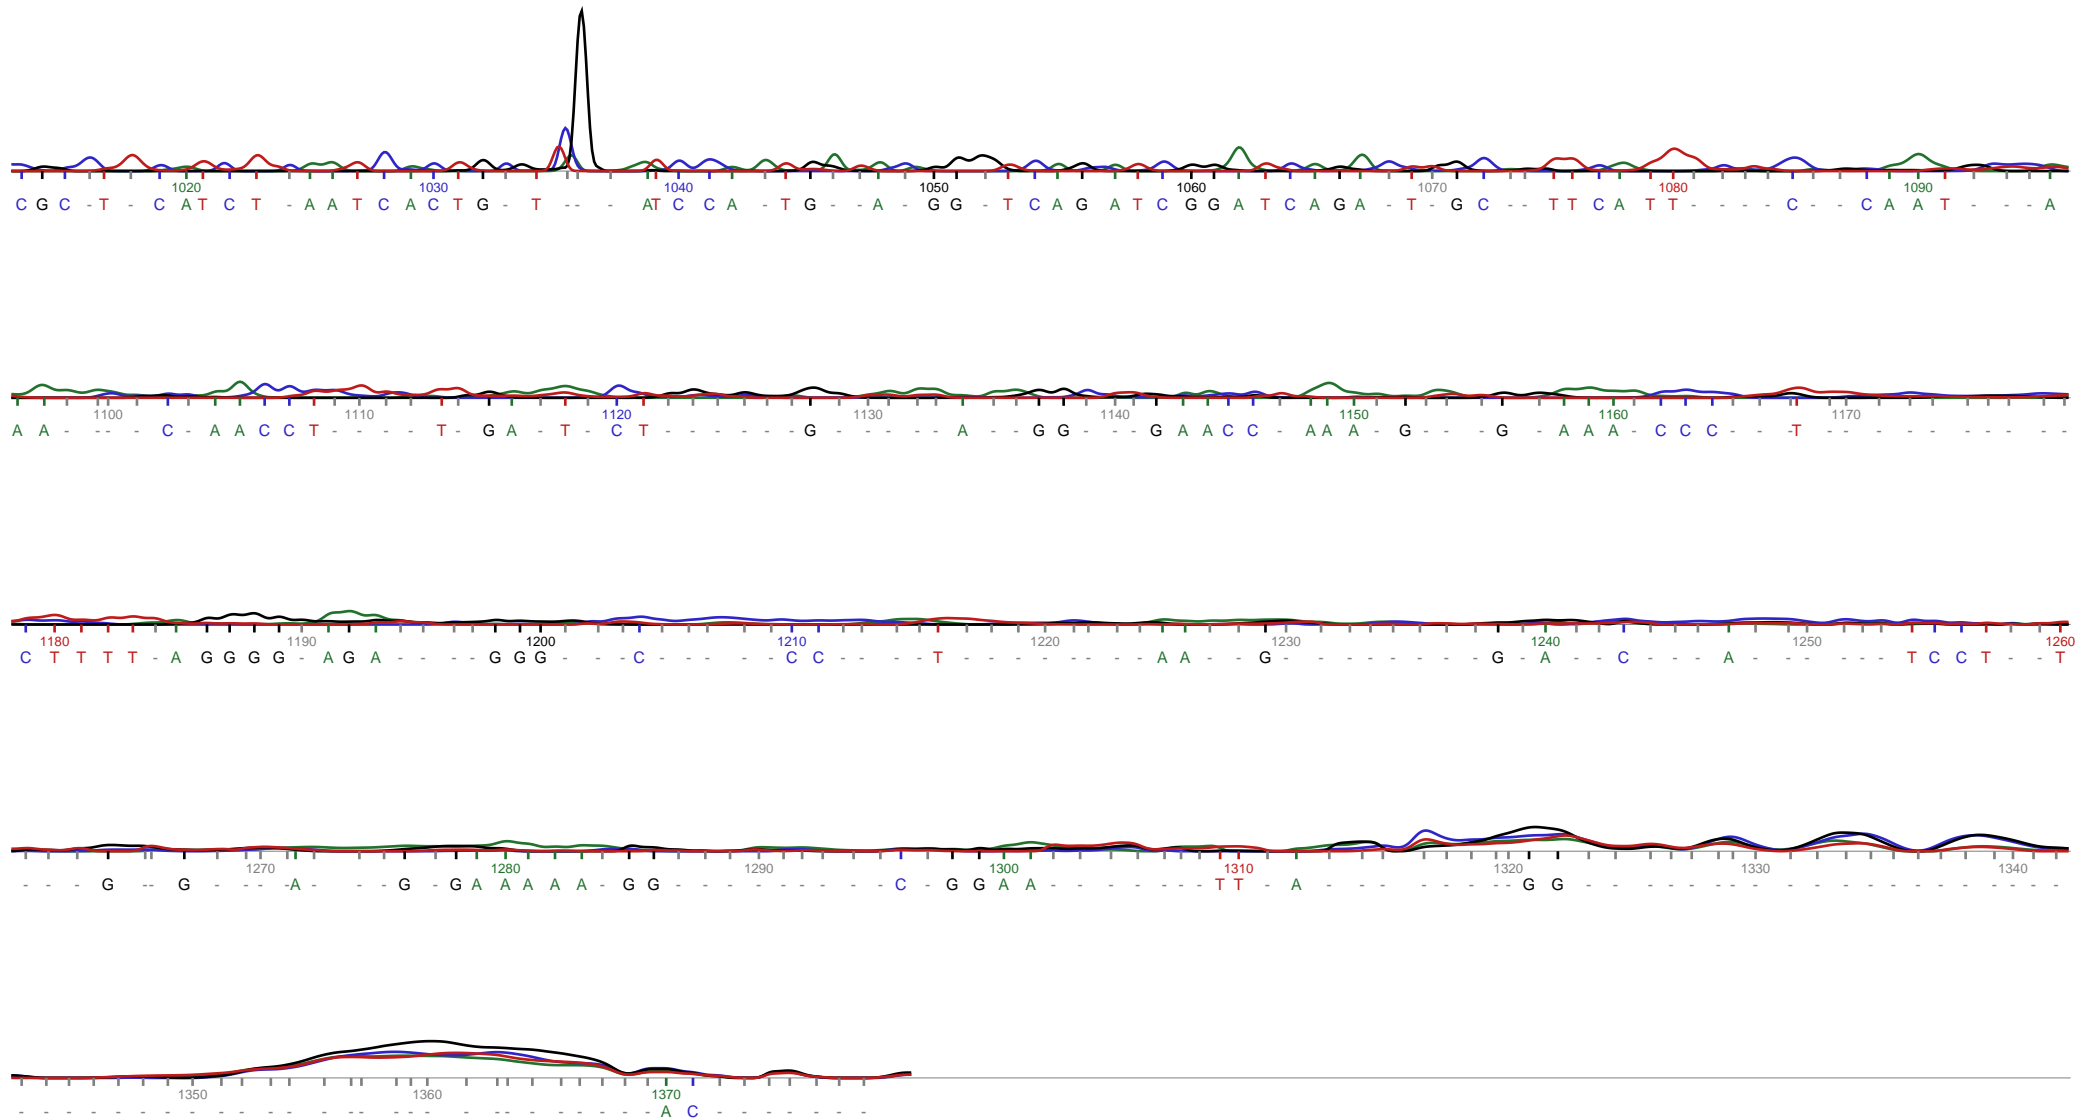 1020 1030 1040 1050 1060 1070 1080 1090
C G C - T - C A T C T - A A T C A C T G - T - - - A T C C A - T G - - A - G G - T C A G A T C G G A T C A G A - T - G C - - T T C A T T - - - - C - - C A A T - - - A
1100 1110 1120 1130 1140 1150 1160 1170
A A - - - - C - A A C C T - - - - T - G A - T - C T - - - - - - G - - - - - A - - G G - - - G A A C C - A A A - G - - - G - A A A - C C C - - - T - - - - - - - - - -
1180 1190 1200 1210 1220 1230 1240 1250 1260
C T T T T - A G G G G - A G A - - - - G G G - - - C - - - - C C - - - - T - - - - - - - - A A - - G - - - - - - - - G - A - - C - - - A - - - - - - T C C T - - T
1270 1280 1290 1300 1310 1320 1330 1340
- - - G - - G - - - - A - - - G - G A A A A A - G G - - - - - - - - C - G G A A - - - - - - - T T - A - - - - - - - - - G G - - - - - - - - - - - - - - - - - - -
1350 1360 1370
- - - - - - - - - - - - - - - - - - - - - - - - - - A C - - - - - - -